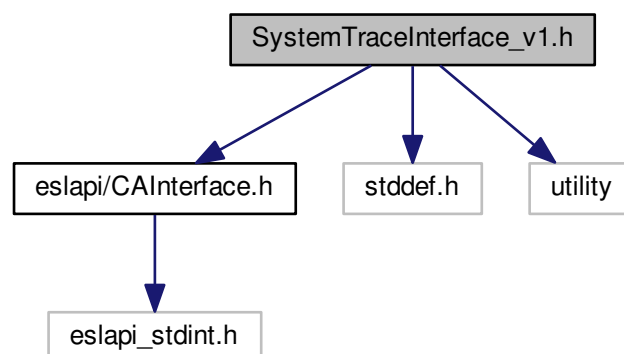 SystemTraceInterface_v1.h
eslapi/CAInterface.h
stddef.h
utility
eslapi_stdint.h